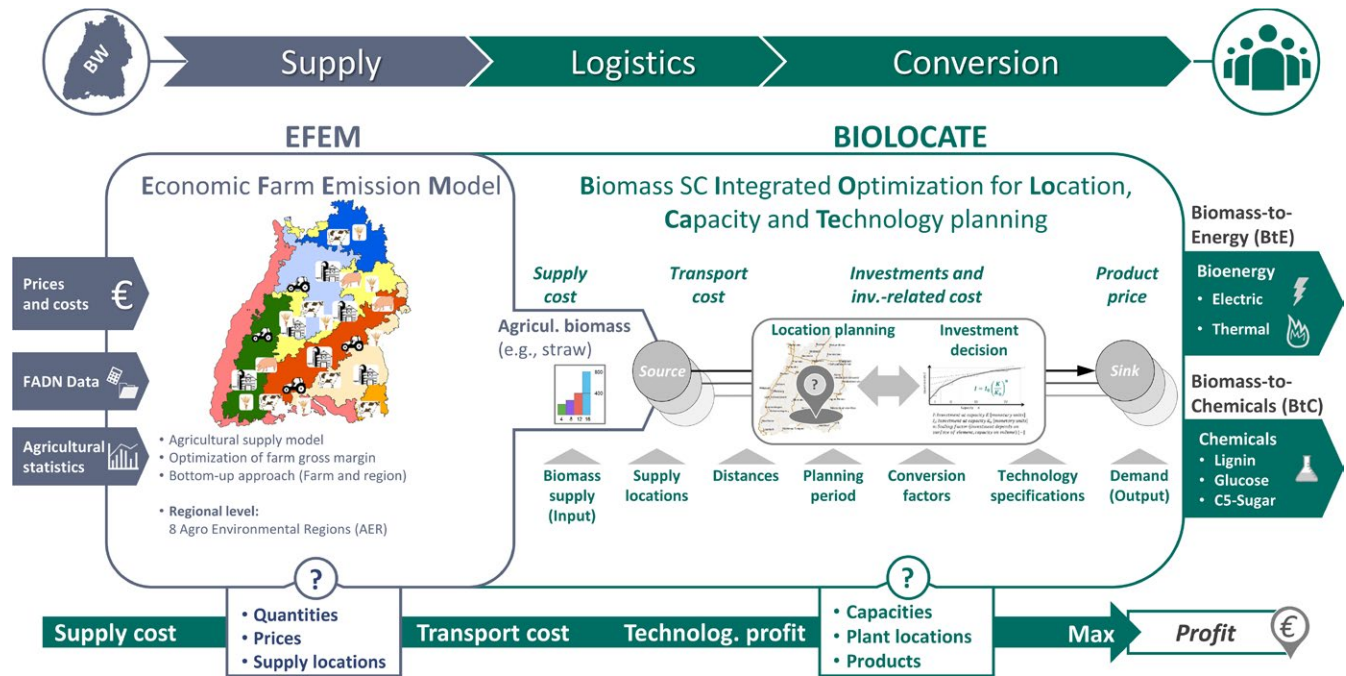 BW
Supply
Logistics
Conversion
EFEM
Economic Farm Emission Model
BIOLOCATE
Biomass SC Integrated Optimization for Location,
Capacity and Technology planning
Prices
and costs
€
FADN Data
Agricultural
statistics
• Agricultural supply model
• Optimization of farm gross margin
• Bottom-up approach (Farm and region)
• Regional level:
8 Agro Environmental Regions (AER)
Supply
cost
Transport
cost
Investments and
inv.-related cost
Product
price
Agricul. biomass
(e.g., straw)
Source
Location planning
?
Investment
decision
Sink
Biomass
supply
(Input)
Supply
locations
Distances
Planning
period
Conversion
factors
Technology
specifications
Demand
(Output)
Biomass-to-
Energy (BtE)
Bioenergy
• Electric
• Thermal
Biomass-to-
Chemicals (BtC)
Chemicals
• Lignin
• Glucose
• C5-Sugar
?
• Quantities
• Prices
• Supply locations
?
• Capacities
• Plant locations
• Products
Supply cost
Transport cost
Technolog. profit
Max
Profit
€